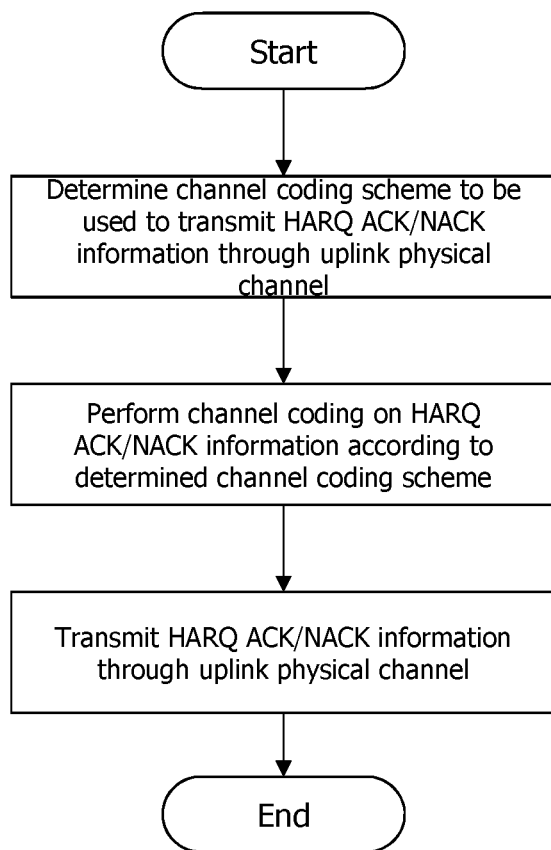 Start
Determine channel coding scheme to be
used to transmit HARQ ACK/NACK
information through uplink physical
channel
Perform channel coding on HARQ
ACK/NACK information according to
determined channel coding scheme
Transmit HARQ ACK/NACK information
through uplink physical channel
End